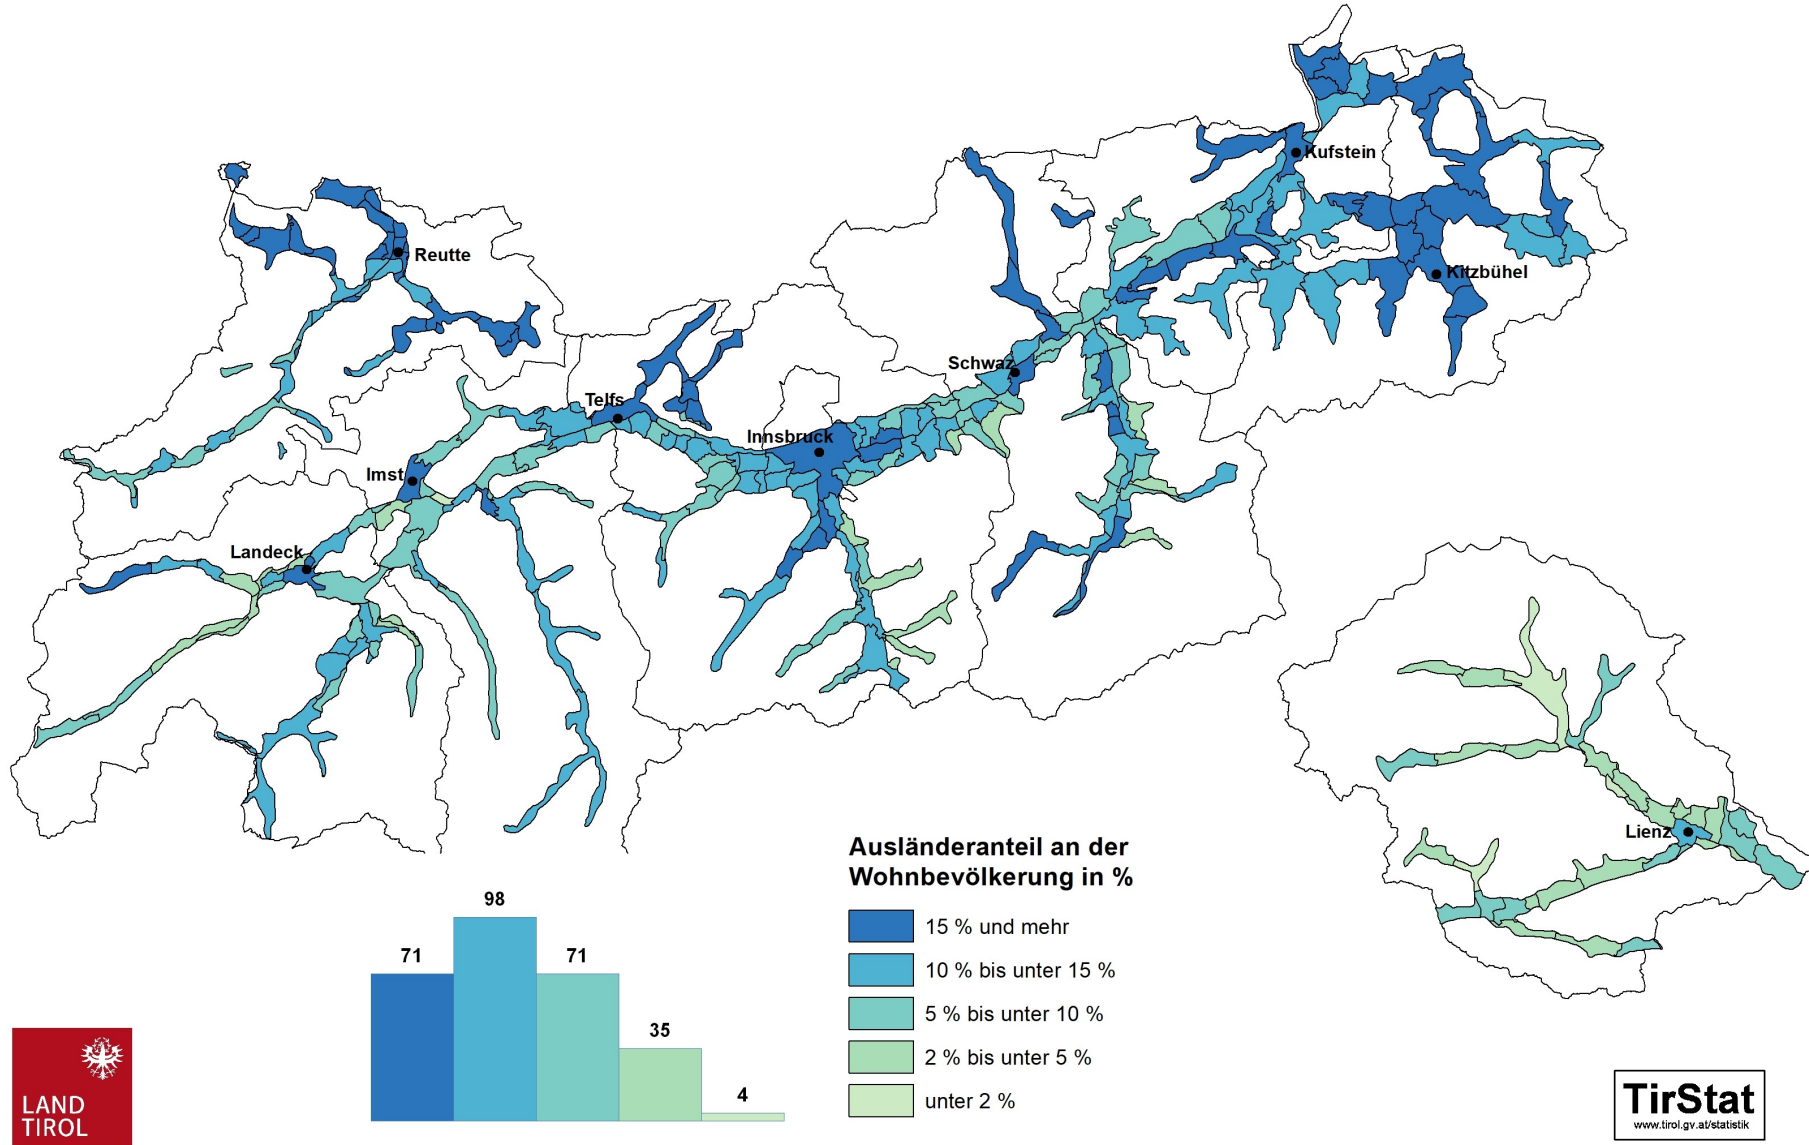 Kufstein
Reutte
Kitzbühel
Schwaz
Telfs
Innsbruck
Imst
Landeck
Lienz
Ausländeranteil an der
Wohnbevölkerung in %
15 % und mehr
10 % bis unter 15 %
5 % bis unter 10 %
2 % bis unter 5 %
unter 2 %
98
71
71
35
4
LAND
TIROL
TirStat
www.tirol.gv.at/statistik